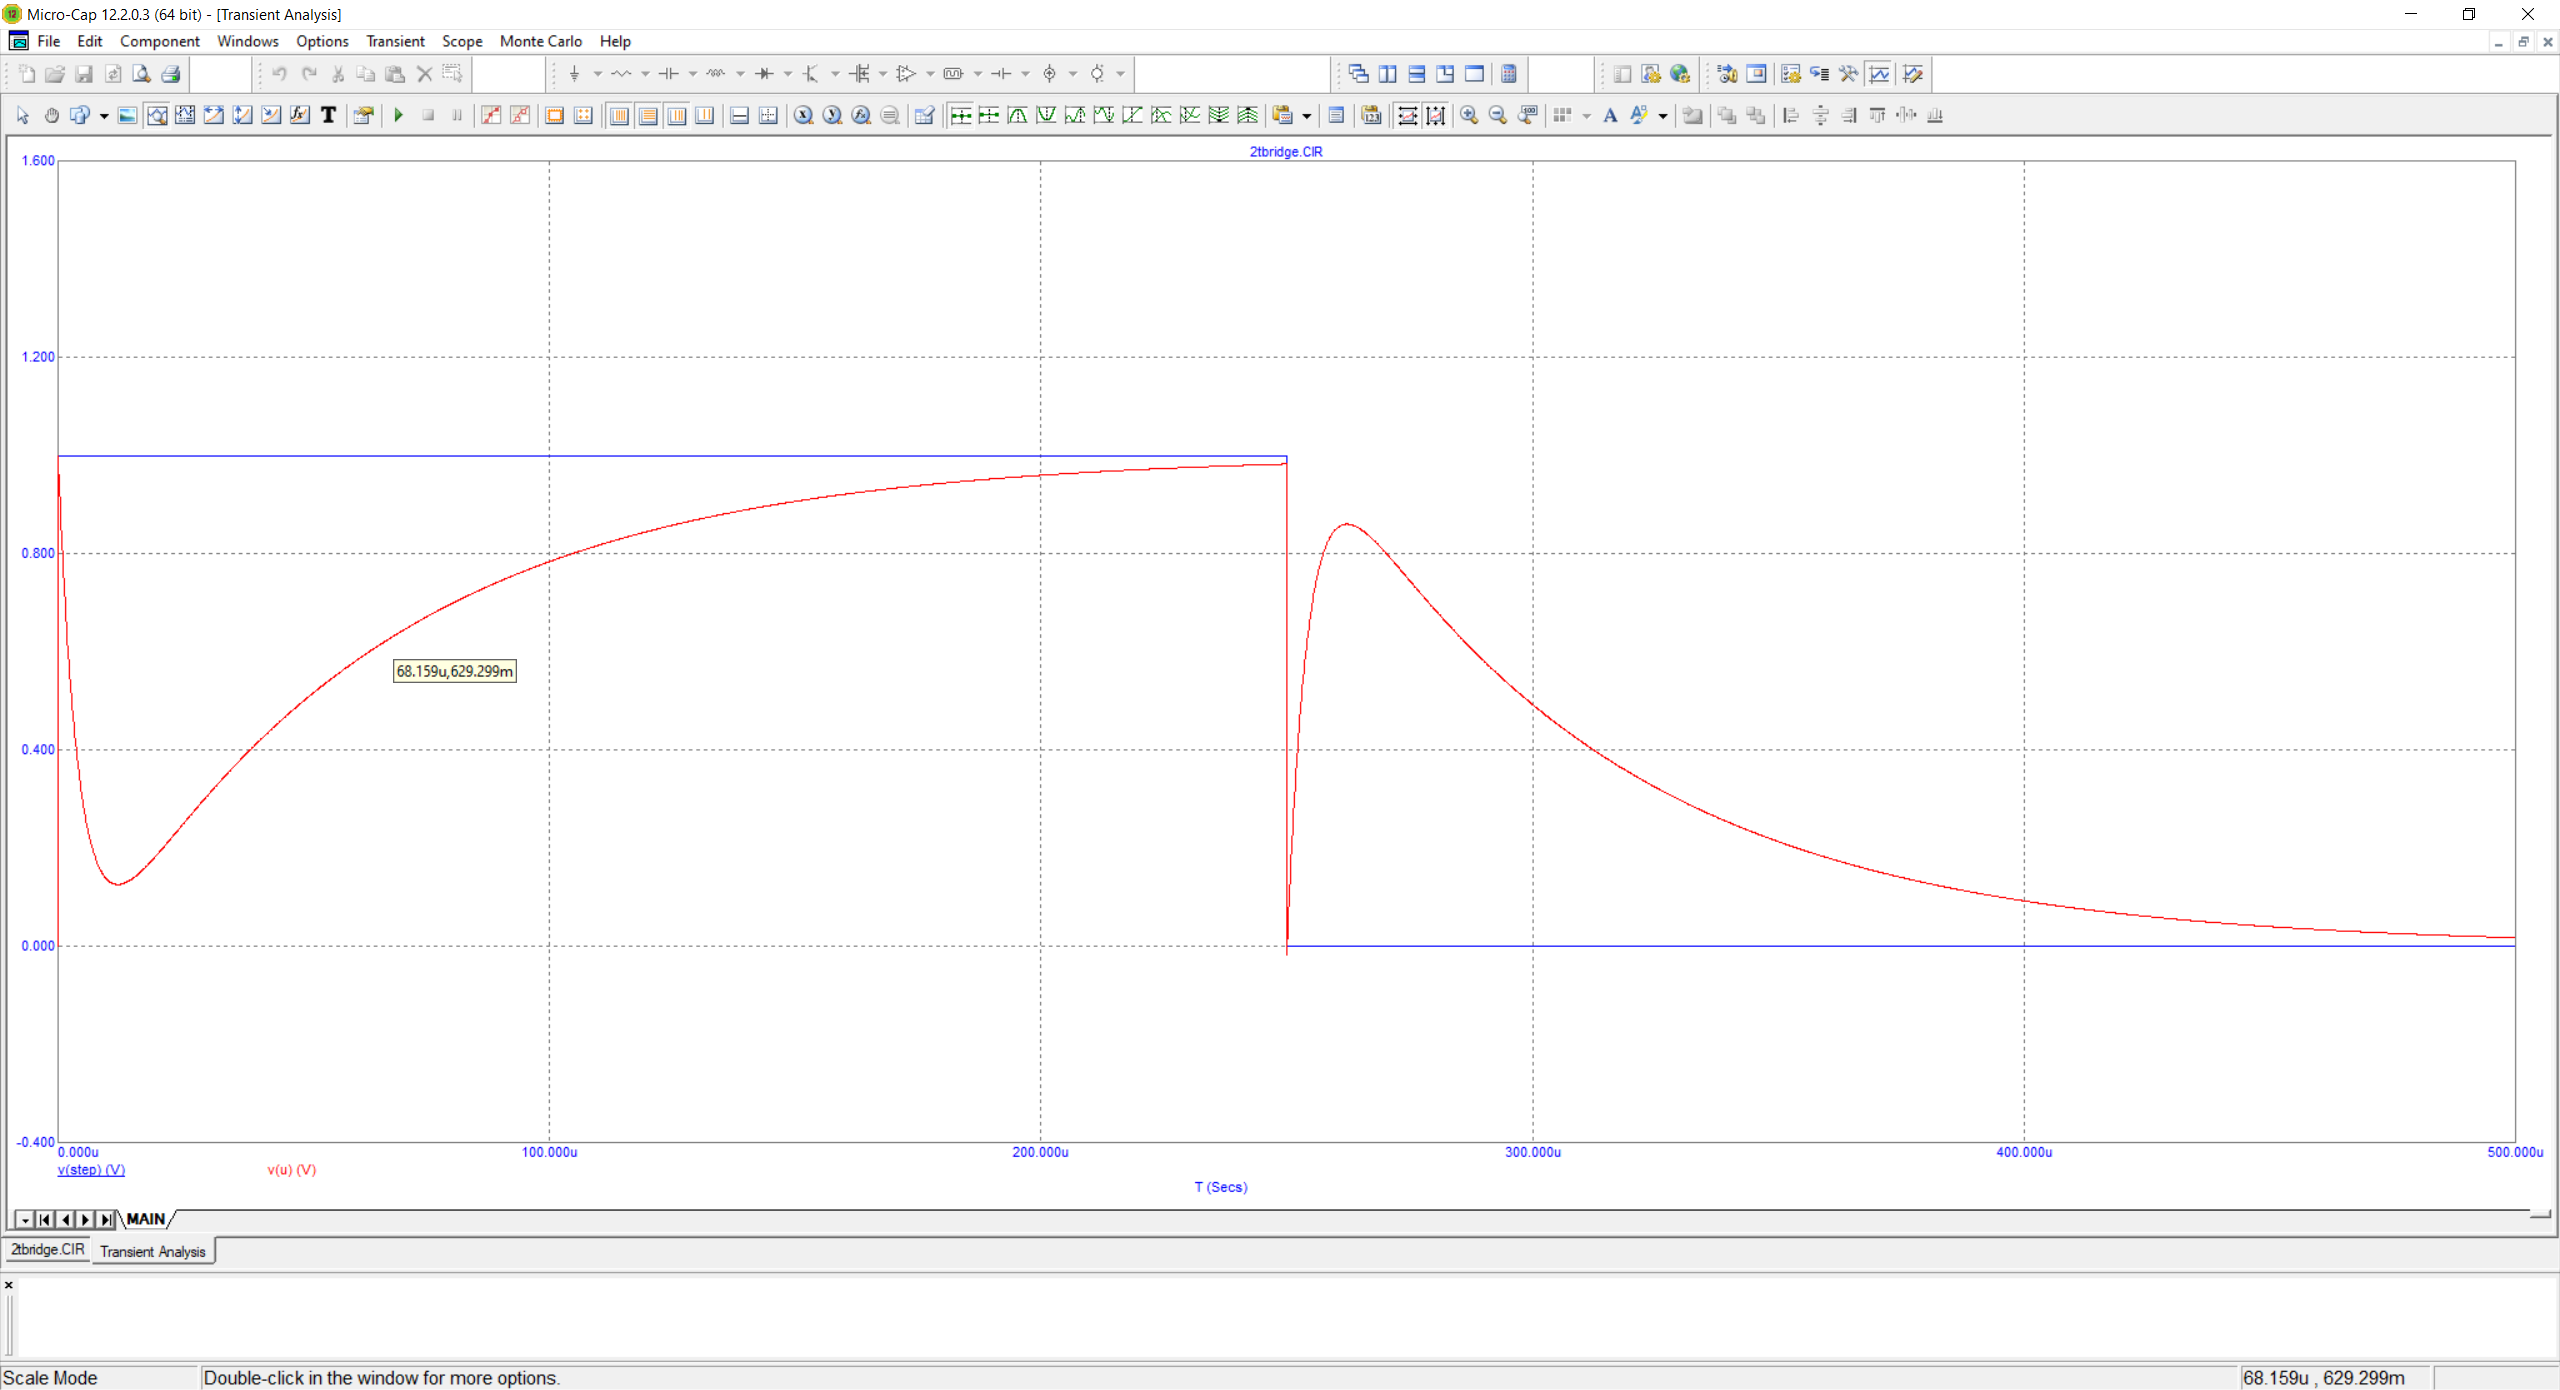 Micro-Cap 12.2.0.3 (64 bit) - [Transient Analysis]
File Edit Component Windows Options Transient Scope Monte Carlo Help
2tbridge.CIR
1.600
1.200
0.800
68.159u,629.299m
0.400
0.000
-0.400
0.000u 100.000u 200.000u 300.000u 400.000u 500.000u
v(step) (V) v(u) (V)
T (Secs)
MAIN
2tbridge.CIR Transient Analysis
Scale Mode Double-click in the window for more options. 68.159u , 629.299m